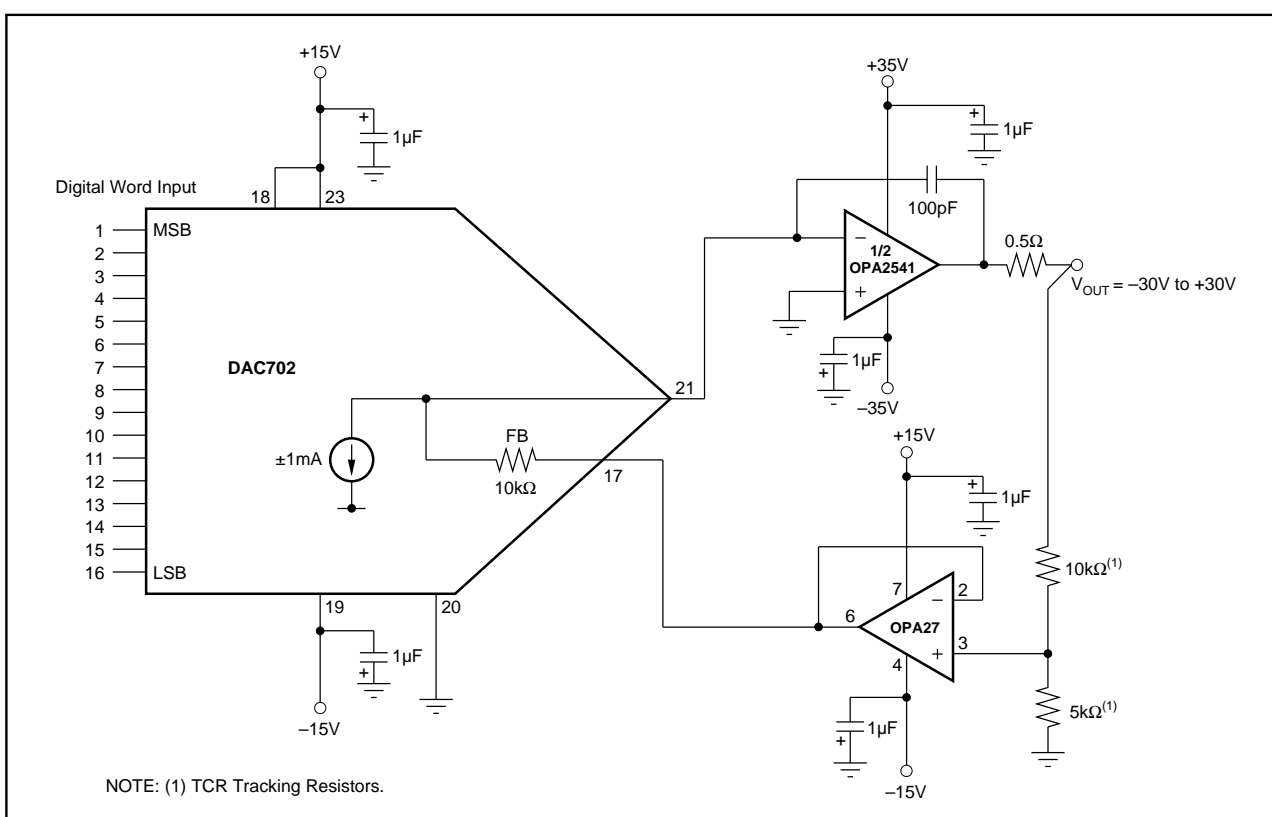 +15V
+
1µF
Digital Word Input
18
23
1
MSB
2
3
4
5
6
7
8
9
10
11
12
13
14
15
16
LSB
DAC702
±1mA
FB
10kΩ
21
17
19
20
1µF
+
–15V
+35V
+
1µF
100pF
–
1/2
OPA2541
+
0.5Ω
VOUT = –30V to +30V
1µF
+
–35V
+15V
+
1µF
10kΩ(1)
7
–
2
6
OPA27
+
3
4
5kΩ(1)
1µF
+
–15V
NOTE: (1) TCR Tracking Resistors.